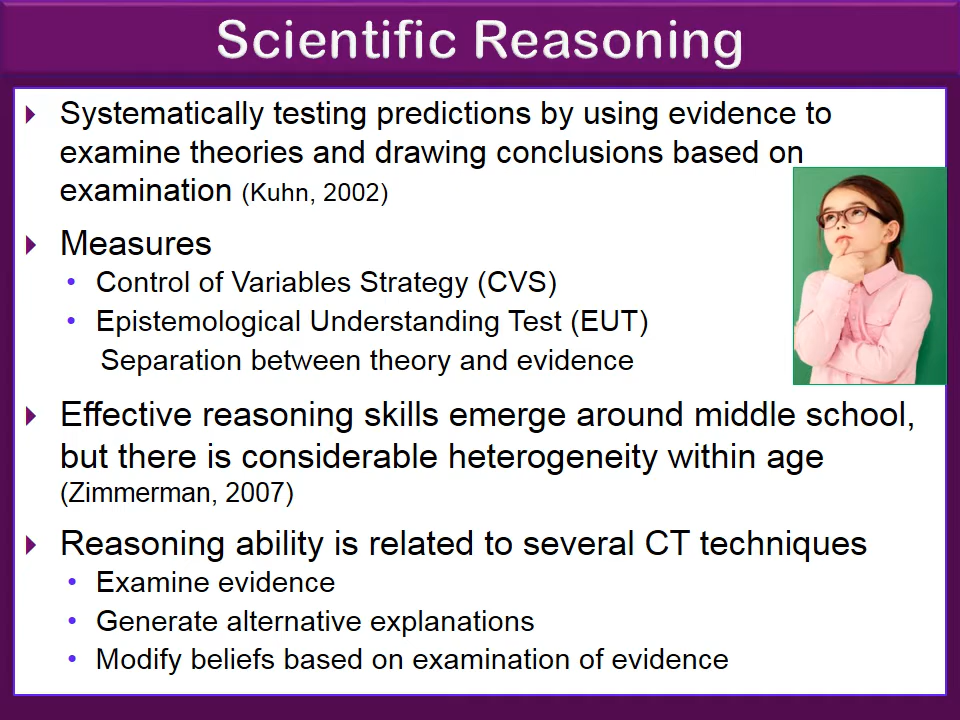 Scientific Reasoning
Systematically testing predictions by using evidence to
examine theories and drawing conclusions based on
examination (Kuhn, 2002)
Measures
• Control of Variables Strategy (CVS)
• Epistemological Understanding Test (EUT)
Separation between theory and evidence
Effective reasoning skills emerge around middle school,
but there is considerable heterogeneity within age
(Zimmerman, 2007)
Reasoning ability is related to several CT techniques
• Examine evidence
• Generate alternative explanations
• Modify beliefs based on examination of evidence